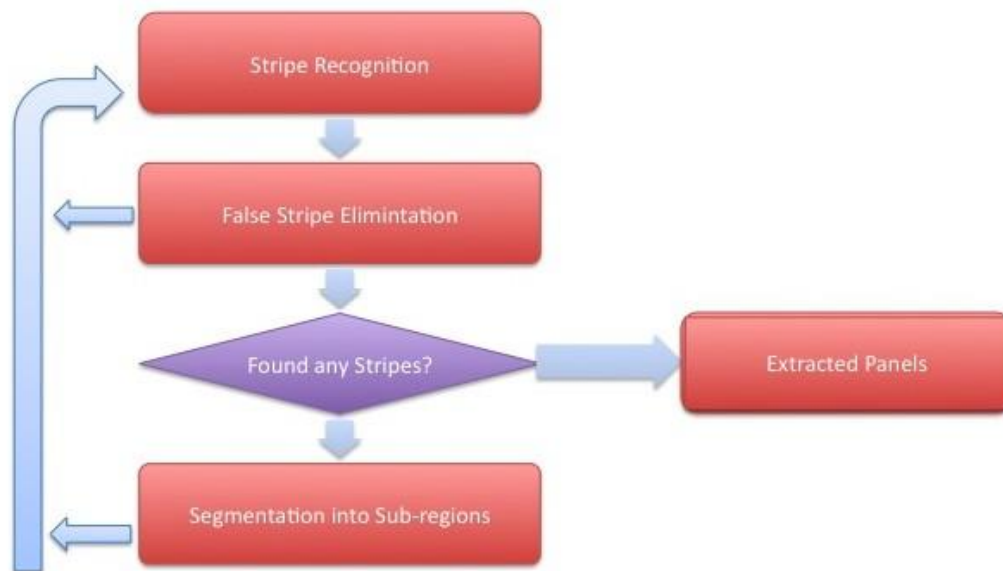 Stripe Recognition
False Stripe Elimintation
Found any Stripes?
Extracted Panels
Segmentation into Sub-regions